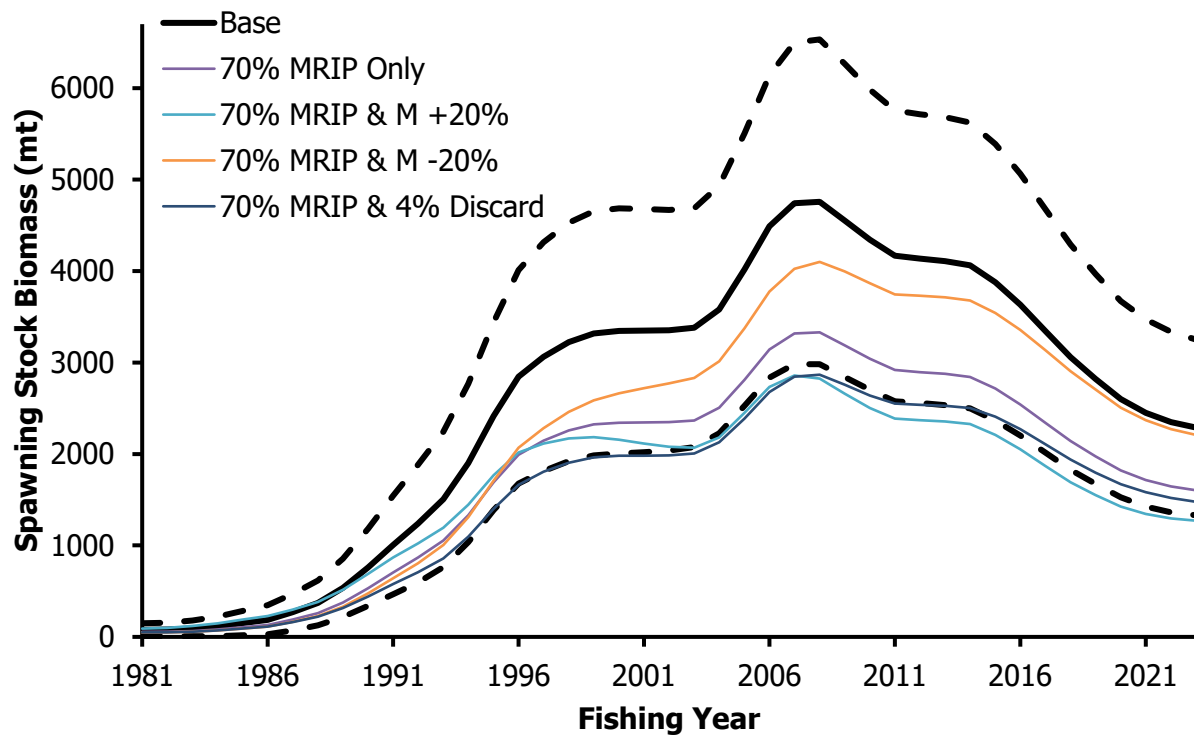 Base
70% MRIP Only
70% MRIP & M +20%
70% MRIP & M -20%
70% MRIP & 4% Discard
Spawning Stock Biomass (mt)
6000
5000
4000
3000
2000
1000
0
1981 1986 1991 1996 2001 2006 2011 2016 2021
Fishing Year